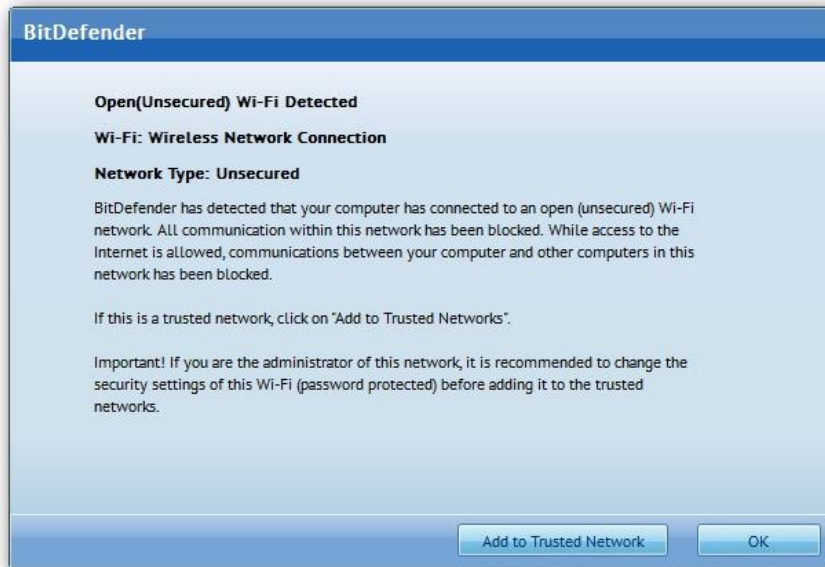 BitDefender
Open(Unsecured) Wi-Fi Detected
Wi-Fi: Wireless Network Connection
Network Type: Unsecured
BitDefender has detected that your computer has connected to an open (unsecured) Wi-Fi
network. All communication within this network has been blocked. While access to the
Internet is allowed, communications between your computer and other computers in this
network has been blocked.
If this is a trusted network, click on "Add to Trusted Networks".
Important! If you are the administrator of this network, it is recommended to change the
security settings of this Wi-Fi (password protected) before adding it to the trusted
networks.
Add to Trusted Network
OK